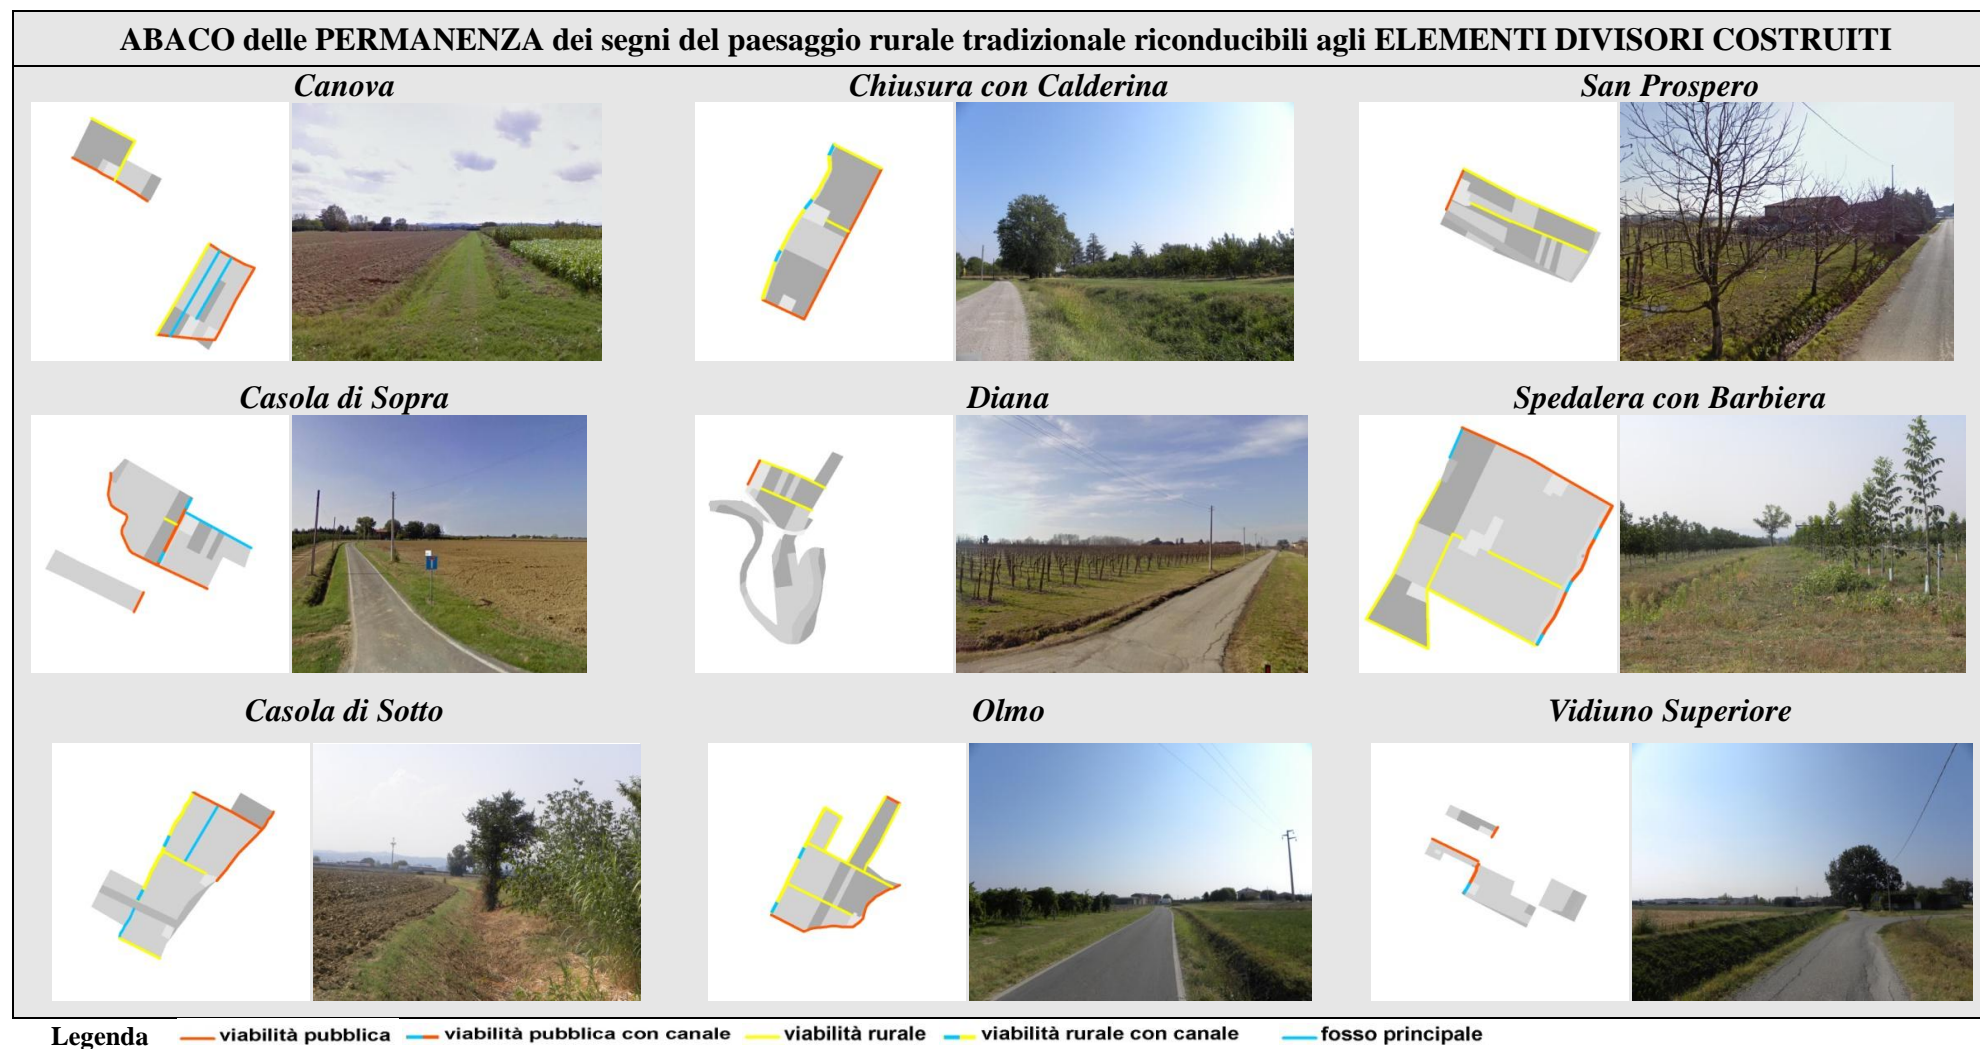 ABACO delle PERMANENZA dei segni del paesaggio rurale tradizionale riconducibili agli ELEMENTI DIVISORI COSTRUITI
Canova
Chiusura con Calderina
San Prospero
Casola di Sopra
Diana
Spedalera con Barbiera
Casola di Sotto
Olmo
Vidiuno Superiore
Legenda viabilità pubblica viabilità pubblica con canale viabilità rurale viabilità rurale con canale fosso principale